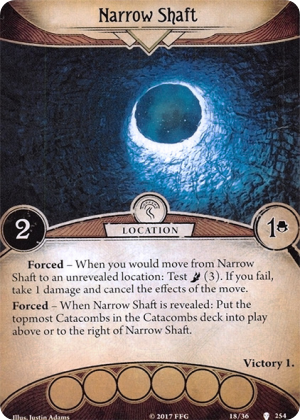 Narrow Shaft
2
LOCATION
1
Forced – When you would move from Narrow
Shaft to an unrevealed location: Test (3). If you fail,
take 1 damage and cancel the effects of the move.
Forced – When Narrow Shaft is revealed: Put the
topmost Catacombs in the Catacombs deck into
play above or to the right of Narrow Shaft.
Victory 1.
Illus. Justin Adams
© 2017 FFG
18/36
254